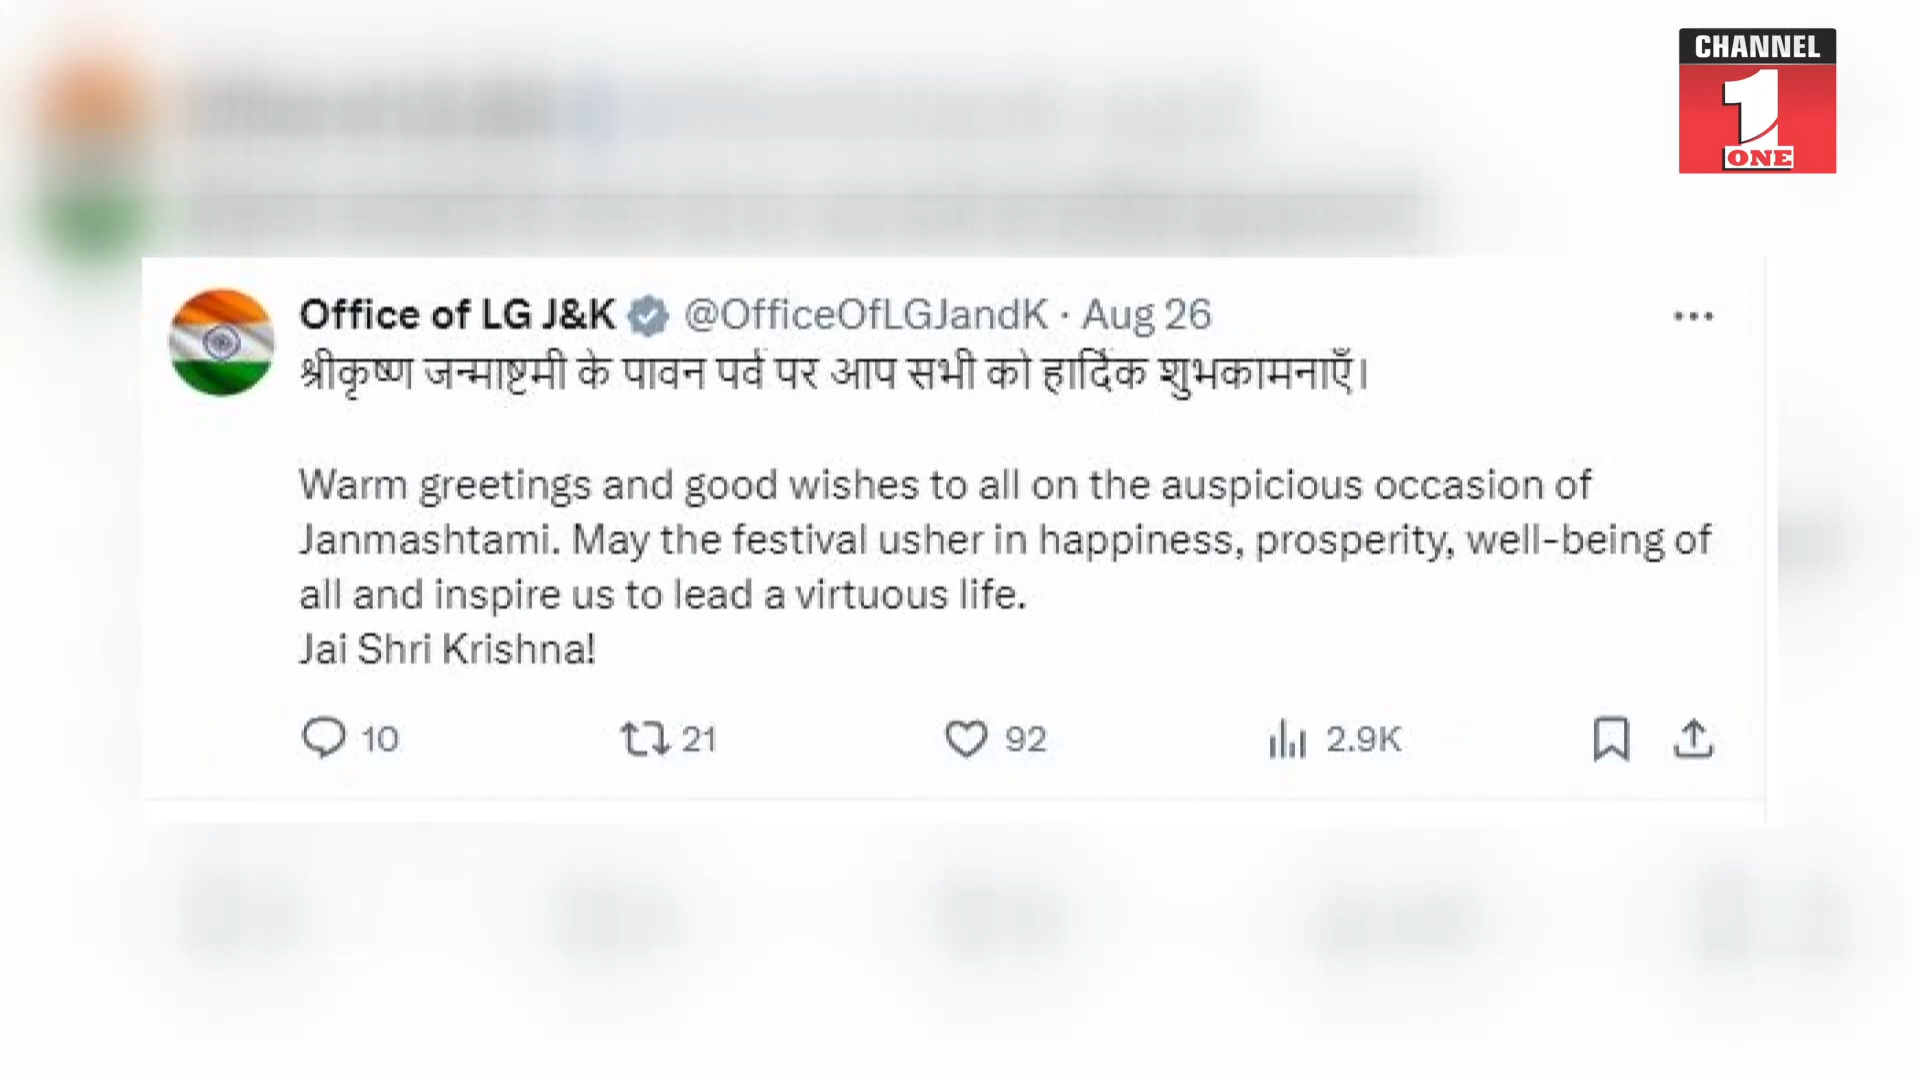 CHANNEL
1
ONE
Office of LG J&K @OfficeOfLGJandK · Aug 26
श्रीकृष्ण जन्माष्टमी के पावन पर्व पर आप सभी को हार्दिक शुभकामनाएँ।
Warm greetings and good wishes to all on the auspicious occasion of
Janmashtami. May the festival usher in happiness, prosperity, well-being of
all and inspire us to lead a virtuous life.
Jai Shri Krishna!
10 21 92 2.9K